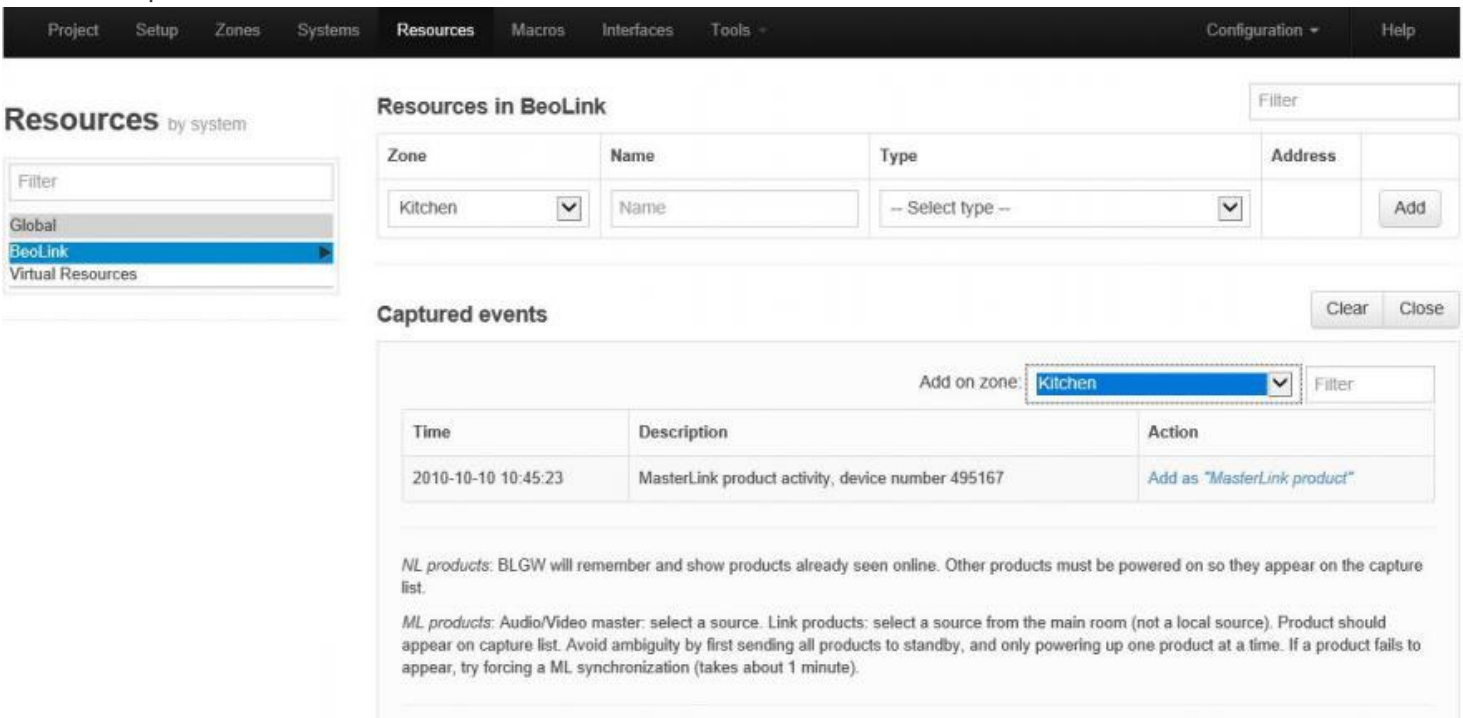 Project Setup Zones Systems Resources Macros Interfaces Tools Configuration Help
Resources by system
Filter
Global
BeoLink
Virtual Resources
Resources in BeoLink
Filter
Zone Name Type Address
Kitchen Name -- Select type -- Add
Captured events
Clear Close
Add on zone: Kitchen Filter
Time Description Action
2010-10-10 10:45:23 MasterLink product activity, device number 495167 Add as "MasterLink product"
NL products: BLGW will remember and show products already seen online. Other products must be powered on so they appear on the capture
list.
ML products: Audio/Video master: select a source. Link products: select a source from the main room (not a local source). Product should
appear on capture list. Avoid ambiguity by first sending all products to standby, and only powering up one product at a time. If a product fails to
appear, try forcing a ML synchronization (takes about 1 minute).